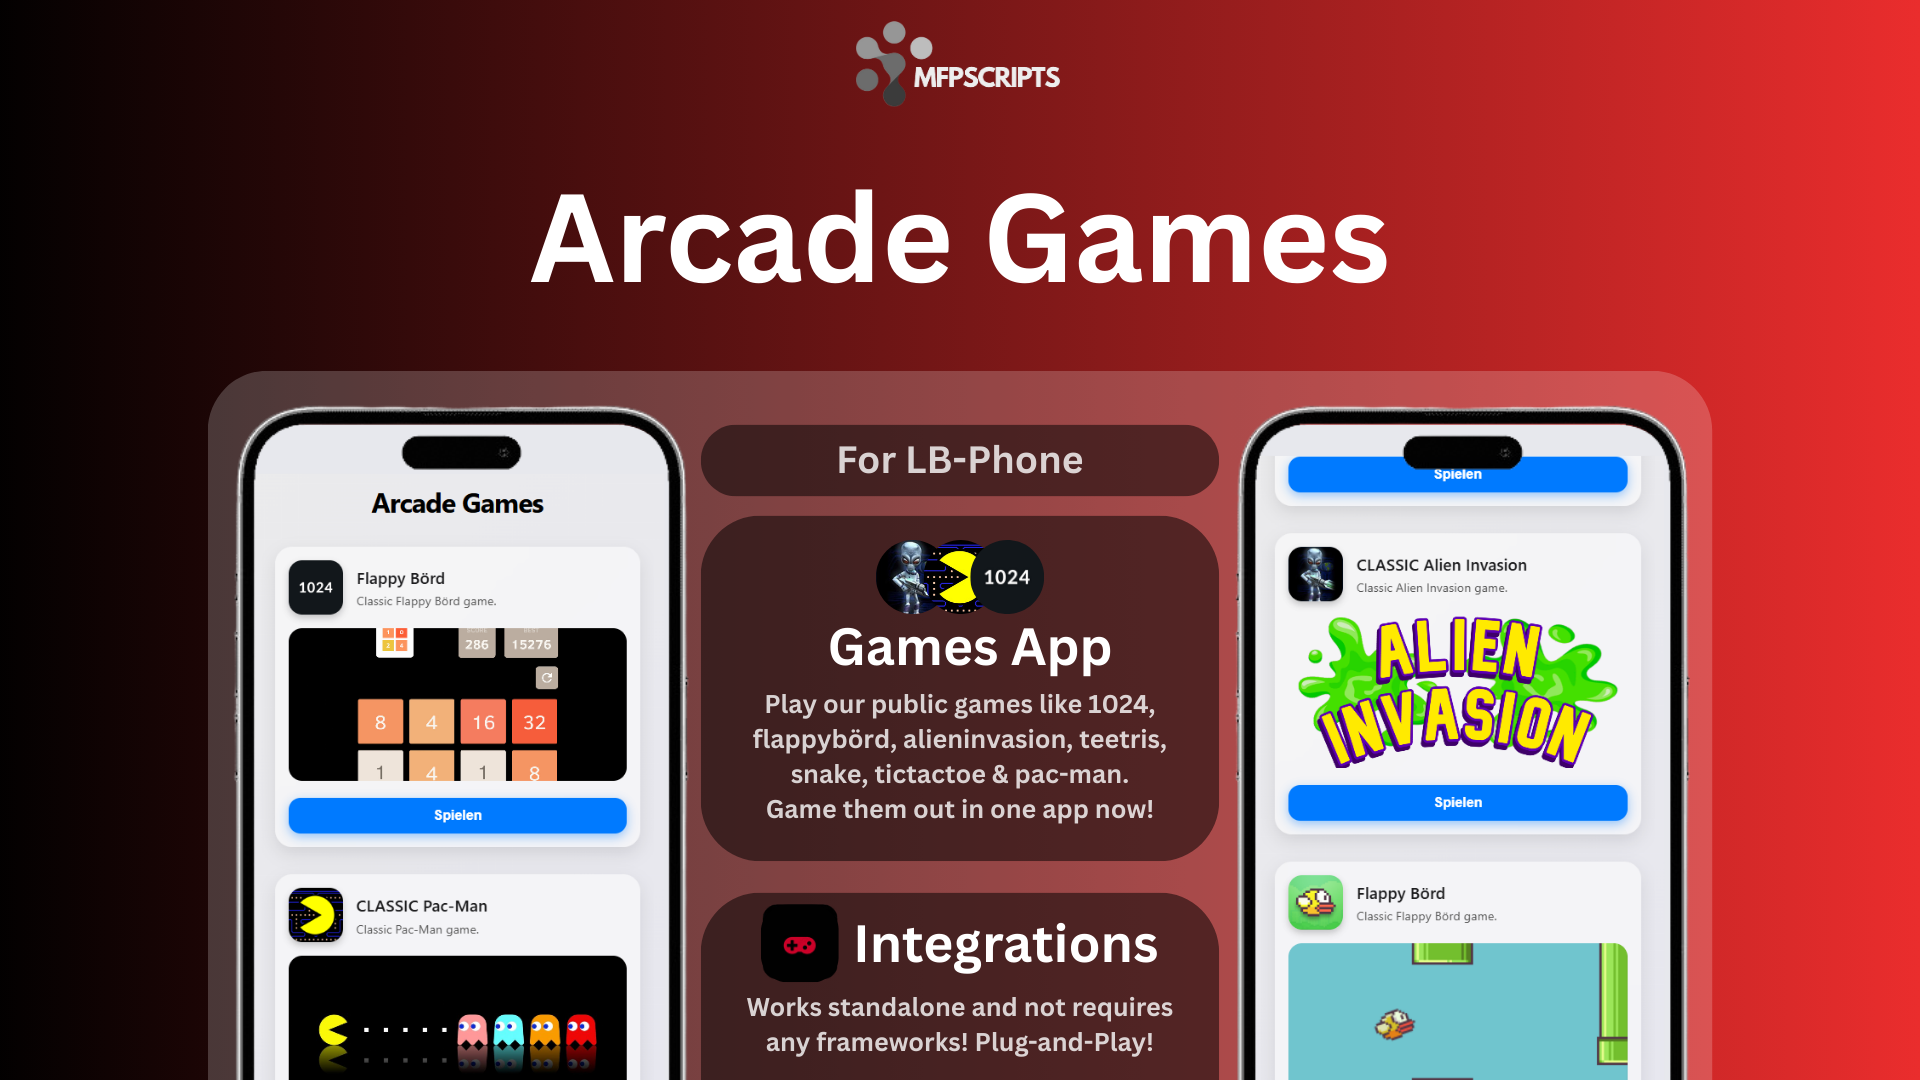 MFPSCRIPTS
Arcade Games
Arcade Games
1024
Flappy Börd
Classic Flappy Börd game.
286
15276
8 4 16 32
1 4 1 8
Spielen
CLASSIC Pac-Man
Classic Pac-Man game.
For LB-Phone
1024
Games App
Play our public games like 1024,
flappybörd, alieninvasion, teetris,
snake, tictactoe & pac-man.
Game them out in one app now!
Integrations
Works standalone and not requires
any frameworks! Plug-and-Play!
Spielen
CLASSIC Alien Invasion
Classic Alien Invasion game.
ALIEN
INVASION
Spielen
Flappy Börd
Classic Flappy Börd game.